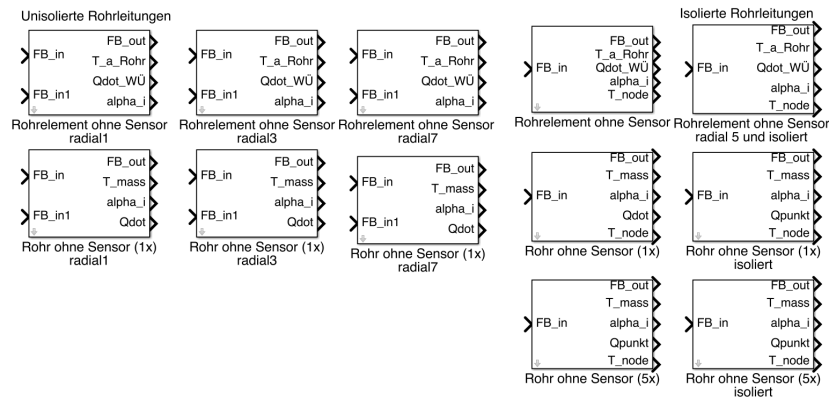 Unisolierte Rohrleitungen
Isolierte Rohrleitungen
FB_in
FB_in1
FB_out
T_a_Rohr
Qdot_WÜ
alpha_i
Rohrelement ohne Sensor
radial1
FB_in
FB_in1
FB_out
T_a_Rohr
Qdot_WÜ
alpha_i
Rohrelement ohne Sensor
radial3
FB_in
FB_in1
FB_out
T_a_Rohr
Qdot_WÜ
alpha_i
Rohrelement ohne Sensor
radial7
FB_in
FB_out
T_a_Rohr
Qdot_WÜ
alpha_i
T_node
Rohrelement ohne Sensor
FB_in
FB_out
T_a_Rohr
Qdot_WÜ
alpha_i
T_node
Rohrelement ohne Sensor
radial 5 und isoliert
FB_in
FB_in1
FB_out
T_mass
alpha_i
Qdot
Rohr ohne Sensor (1x)
radial1
FB_in
FB_in1
FB_out
T_mass
alpha_i
Qdot
Rohr ohne Sensor (1x)
radial3
FB_in
FB_in1
FB_out
T_mass
alpha_i
Qdot
Rohr ohne Sensor (1x)
radial7
FB_in
FB_out
T_mass
alpha_i
Qdot
T_node
Rohr ohne Sensor (1x)
FB_in
FB_out
T_mass
alpha_i
Qpunkt
T_node
Rohr ohne Sensor (1x)
isoliert
FB_in
FB_out
T_mass
alpha_i
Qpunkt
T_node
Rohr ohne Sensor (5x)
FB_in
FB_out
T_mass
alpha_i
Qpunkt
T_node
Rohr ohne Sensor (5x)
isoliert